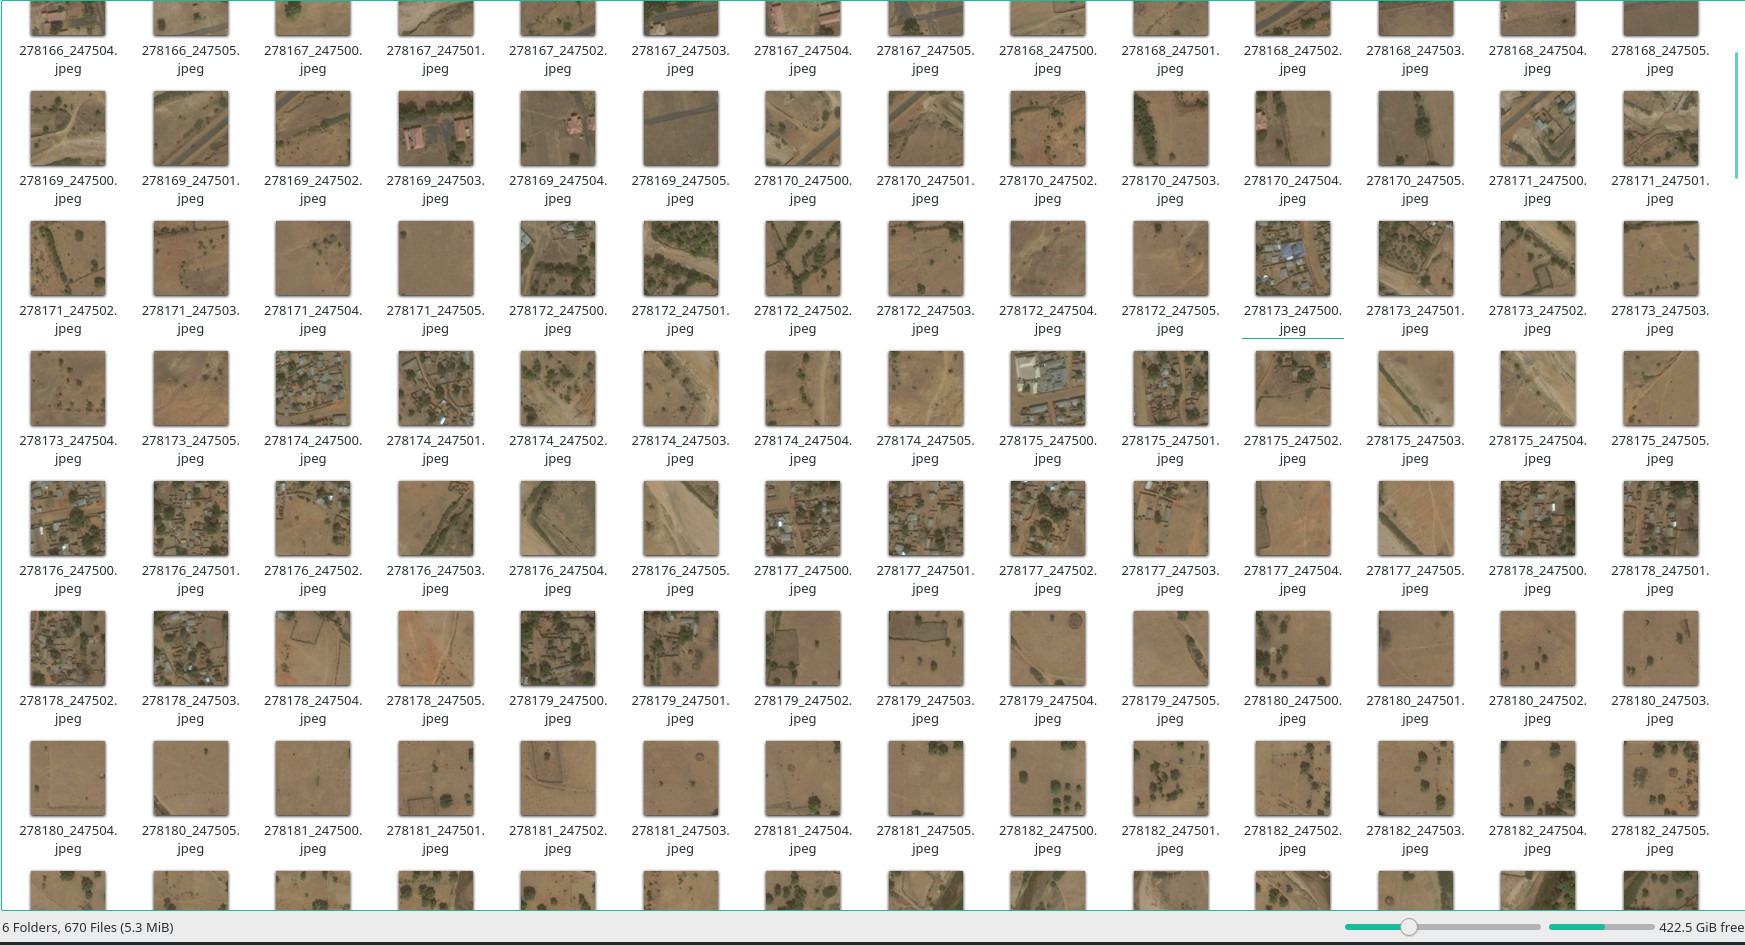 278166_247504. 278166_247505. 278167_247500. 278167_247501. 278167_247502. 278167_247503. 278167_247504. 278167_247505. 278168_247500. 278168_247501. 278168_247502. 278168_247503. 278168_247504. 278168_247505.
jpeg jpeg jpeg jpeg jpeg jpeg jpeg jpeg jpeg jpeg jpeg jpeg jpeg jpeg
278169_247500. 278169_247501. 278169_247502. 278169_247503. 278169_247504. 278169_247505. 278170_247500. 278170_247501. 278170_247502. 278170_247503. 278170_247504. 278170_247505. 278171_247500. 278171_247501.
jpeg jpeg jpeg jpeg jpeg jpeg jpeg jpeg jpeg jpeg jpeg jpeg jpeg jpeg
278171_247502. 278171_247503. 278171_247504. 278171_247505. 278172_247500. 278172_247501. 278172_247502. 278172_247503. 278172_247504. 278172_247505. 278173_247500. 278173_247501. 278173_247502. 278173_247503.
jpeg jpeg jpeg jpeg jpeg jpeg jpeg jpeg jpeg jpeg jpeg jpeg jpeg jpeg
278173_247504. 278173_247505. 278174_247500. 278174_247501. 278174_247502. 278174_247503. 278174_247504. 278174_247505. 278175_247500. 278175_247501. 278175_247502. 278175_247503. 278175_247504. 278175_247505.
jpeg jpeg jpeg jpeg jpeg jpeg jpeg jpeg jpeg jpeg jpeg jpeg jpeg jpeg
278176_247500. 278176_247501. 278176_247502. 278176_247503. 278176_247504. 278176_247505. 278177_247500. 278177_247501. 278177_247502. 278177_247503. 278177_247504. 278177_247505. 278178_247500. 278178_247501.
jpeg jpeg jpeg jpeg jpeg jpeg jpeg jpeg jpeg jpeg jpeg jpeg jpeg jpeg
278178_247502. 278178_247503. 278178_247504. 278178_247505. 278179_247500. 278179_247501. 278179_247502. 278179_247503. 278179_247504. 278179_247505. 278180_247500. 278180_247501. 278180_247502. 278180_247503.
jpeg jpeg jpeg jpeg jpeg jpeg jpeg jpeg jpeg jpeg jpeg jpeg jpeg jpeg
278180_247504. 278180_247505. 278181_247500. 278181_247501. 278181_247502. 278181_247503. 278181_247504. 278181_247505. 278182_247500. 278182_247501. 278182_247502. 278182_247503. 278182_247504. 278182_247505.
jpeg jpeg jpeg jpeg jpeg jpeg jpeg jpeg jpeg jpeg jpeg jpeg jpeg jpeg
6 Folders, 670 Files (5.3 MiB) 422.5 GiB free